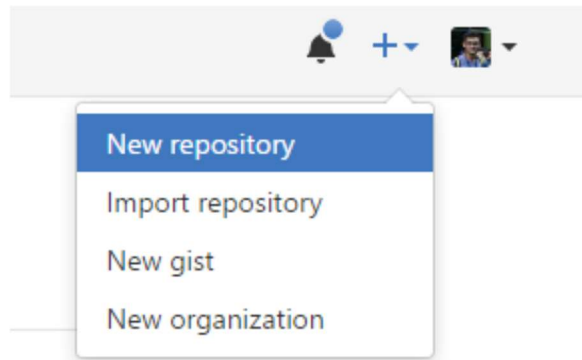 New repository
Import repository
New gist
New organization